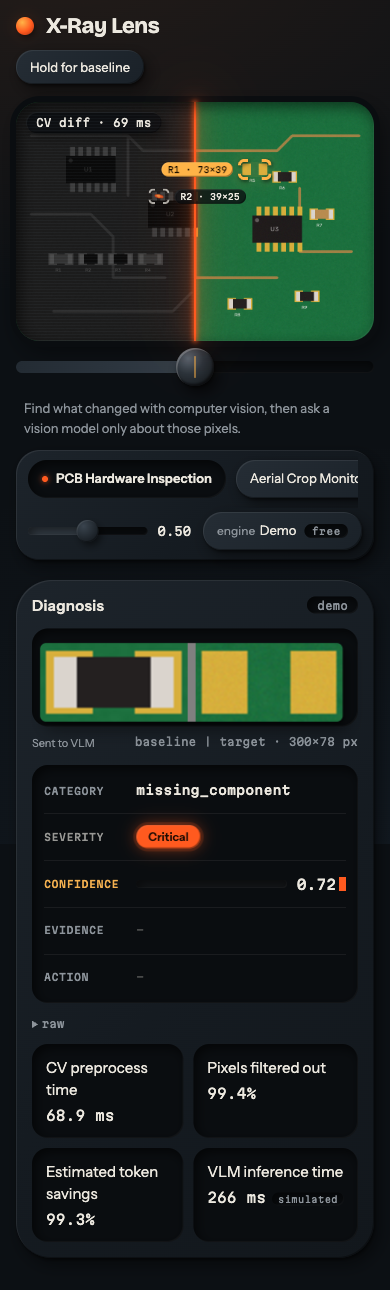 X-Ray Lens
Hold for baseline
CV diff · 69 ms
R1 · 73×39
R2 · 39×25
U3
Find what changed with computer vision, then ask a
vision model only about those pixels.
PCB Hardware Inspection
Aerial Crop Monito
0.50
engine Demo free
Diagnosis
demo
Sent to VLM
baseline | target · 300×78 px
CATEGORY
missing_component
SEVERITY
Critical
CONFIDENCE
0.72
EVIDENCE
–
ACTION
–
raw
CV preprocess
time
68.9 ms
Pixels filtered out
99.4%
Estimated token
savings
99.3%
VLM inference time
266 ms simulated